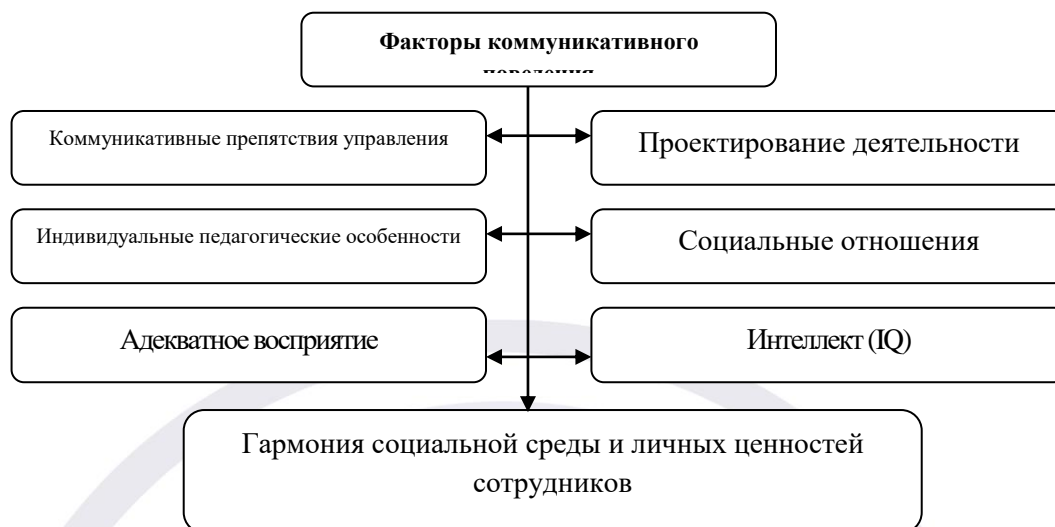 Факторы коммуникативного
поведения
Коммуникативные препятствия управления
Проектирование деятельности
Индивидуальные педагогические особенности
Социальные отношения
Адекватное восприятие
Интеллект (IQ)
Гармония социальной среды и личных ценностей
сотрудников